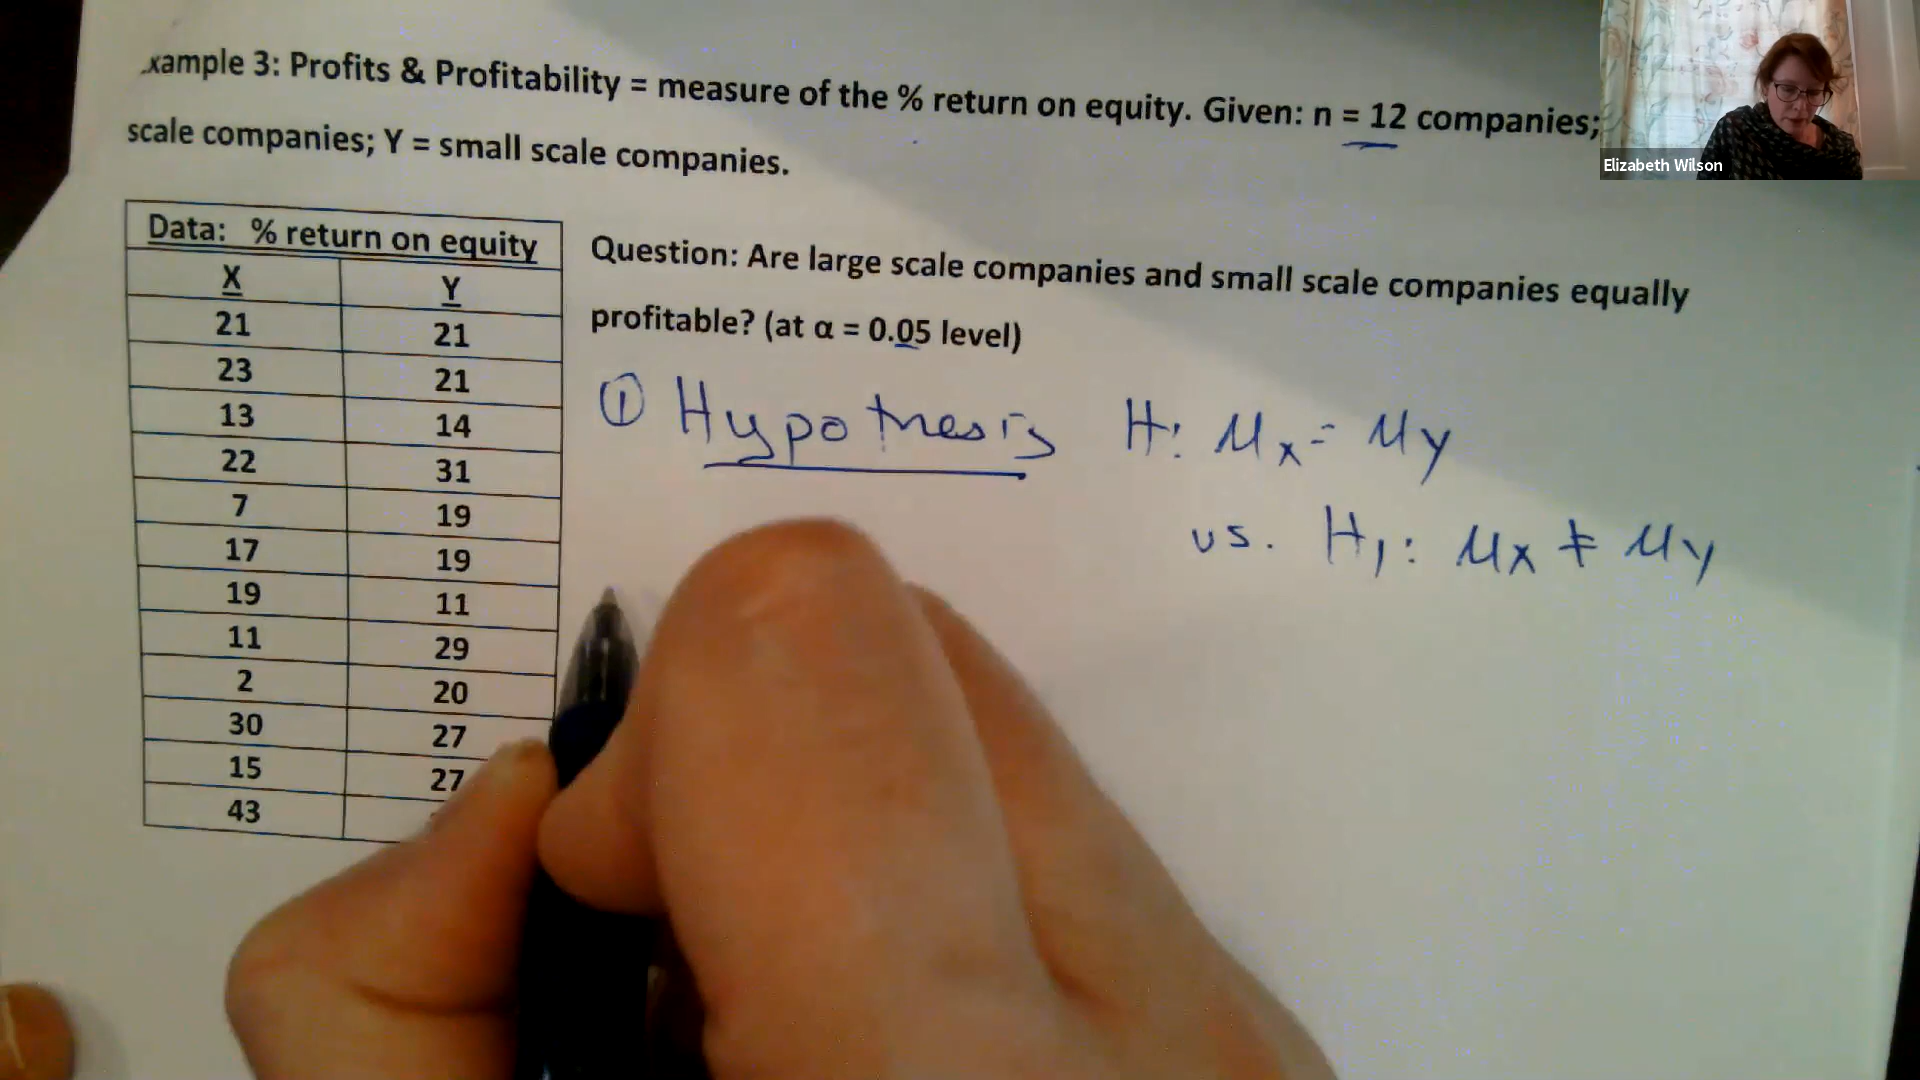 xample 3: Profits & Profitability = measure of the % return on equity. Given: n = 12 companies;
scale companies; Y = small scale companies.
Elizabeth Wilson
Data: % return on equity
X Y
21 21
23 21
13 14
22 31
7 19
17 19
19 11
11 29
2 20
30 27
15 27
43
Question: Are large scale companies and small scale companies equally
profitable? (at α = 0.05 level)
① Hypothesis H: μx = μy
vs. H1: μx ≠ μy